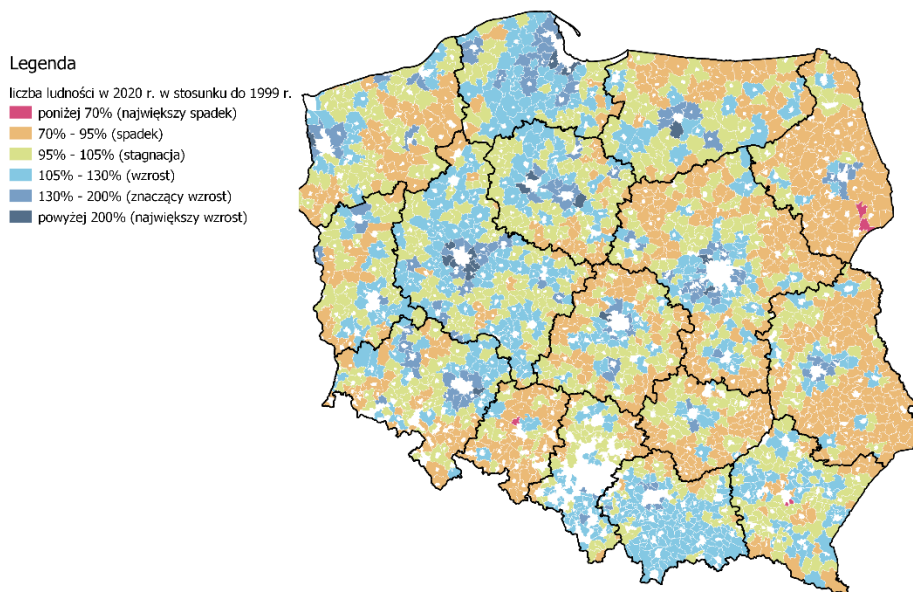 Legenda
liczba ludności w 2020 r. w stosunku do 1999 r.
poniżej 70% (największy spadek)
70% - 95% (spadek)
95% - 105% (stagnacja)
105% - 130% (wzrost)
130% - 200% (znaczący wzrost)
powyżej 200% (największy wzrost)